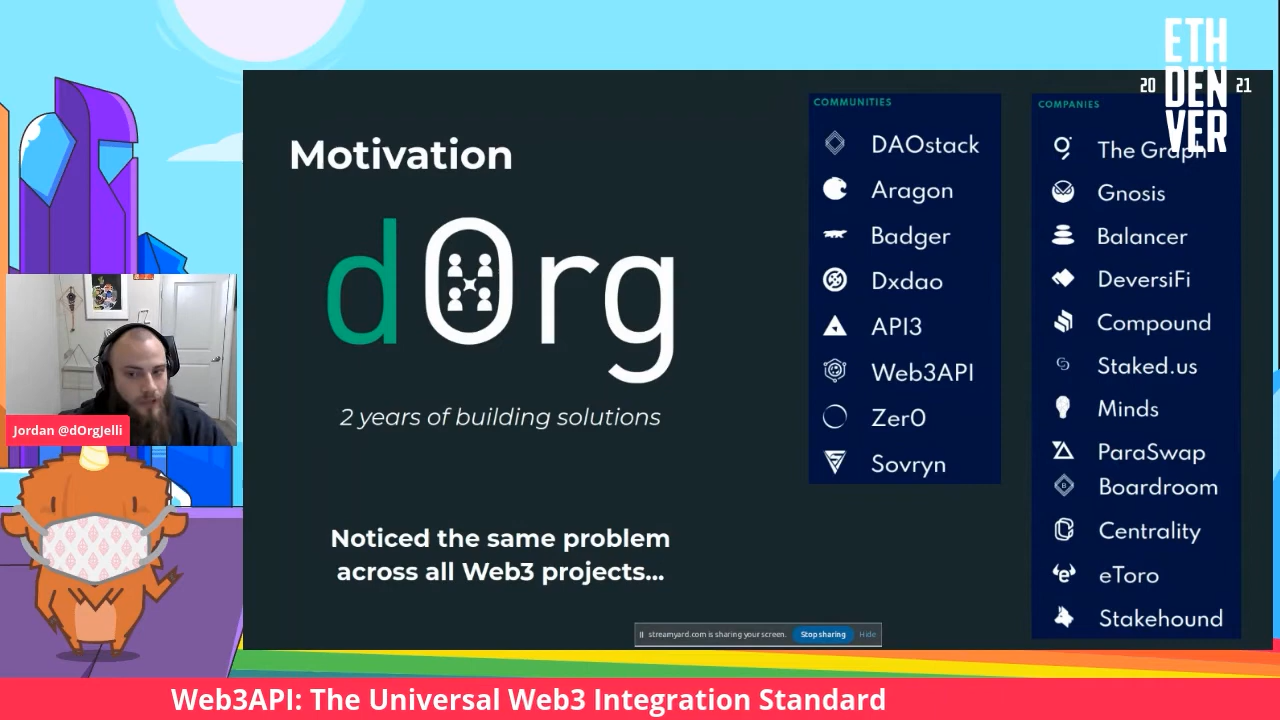 ETH
20 DEN 21
VER
Motivation
dOrg
2 years of building solutions
Noticed the same problem
across all Web3 projects...
COMMUNITIES
DAOstack
Aragon
Badger
Dxdao
API3
Web3API
Zer0
Sovryn
COMPANIES
The Graph
Gnosis
Balancer
DeversiFi
Compound
Staked.us
Minds
ParaSwap
Boardroom
Centrality
eToro
Stakehound
Jordan @dOrgJelli
streamyard.com is sharing your screen. Stop sharing Hide
Web3API: The Universal Web3 Integration Standard